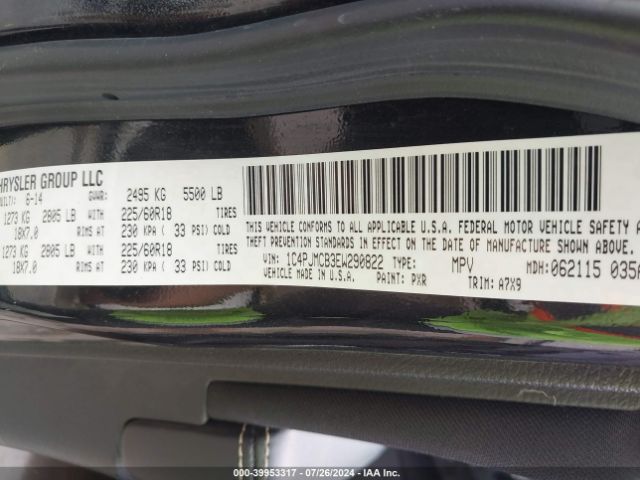 HRYSLER GROUP LLC
UILT: 6-14 GVWR: 2495 KG 5500 LB
1273 KG 2805 LB WITH 225/60R18 TIRES
18X7.0 RIMS AT 230 KPA ( 33 PSI) COLD
1273 KG 2805 LB WITH 225/60R18 TIRES
18X7.0 RIMS AT 230 KPA ( 33 PSI) COLD
THIS VEHICLE CONFORMS TO ALL APPLICABLE U.S.A. FEDERAL MOTOR VEHICLE SAFETY A
THEFT PREVENTION STANDARDS IN EFFECT ON THE DATE OF MANUFACTURE SHOWN ABOVE.
VIN: 1C4PJMCB3EW290822 TYPE: MPV MDH: 062115 035
VEHICLE MADE IN U.S.A. PAINT: PXR TRIM: A7X9
000-39953317 / 07/26/2024 / IAA Inc.